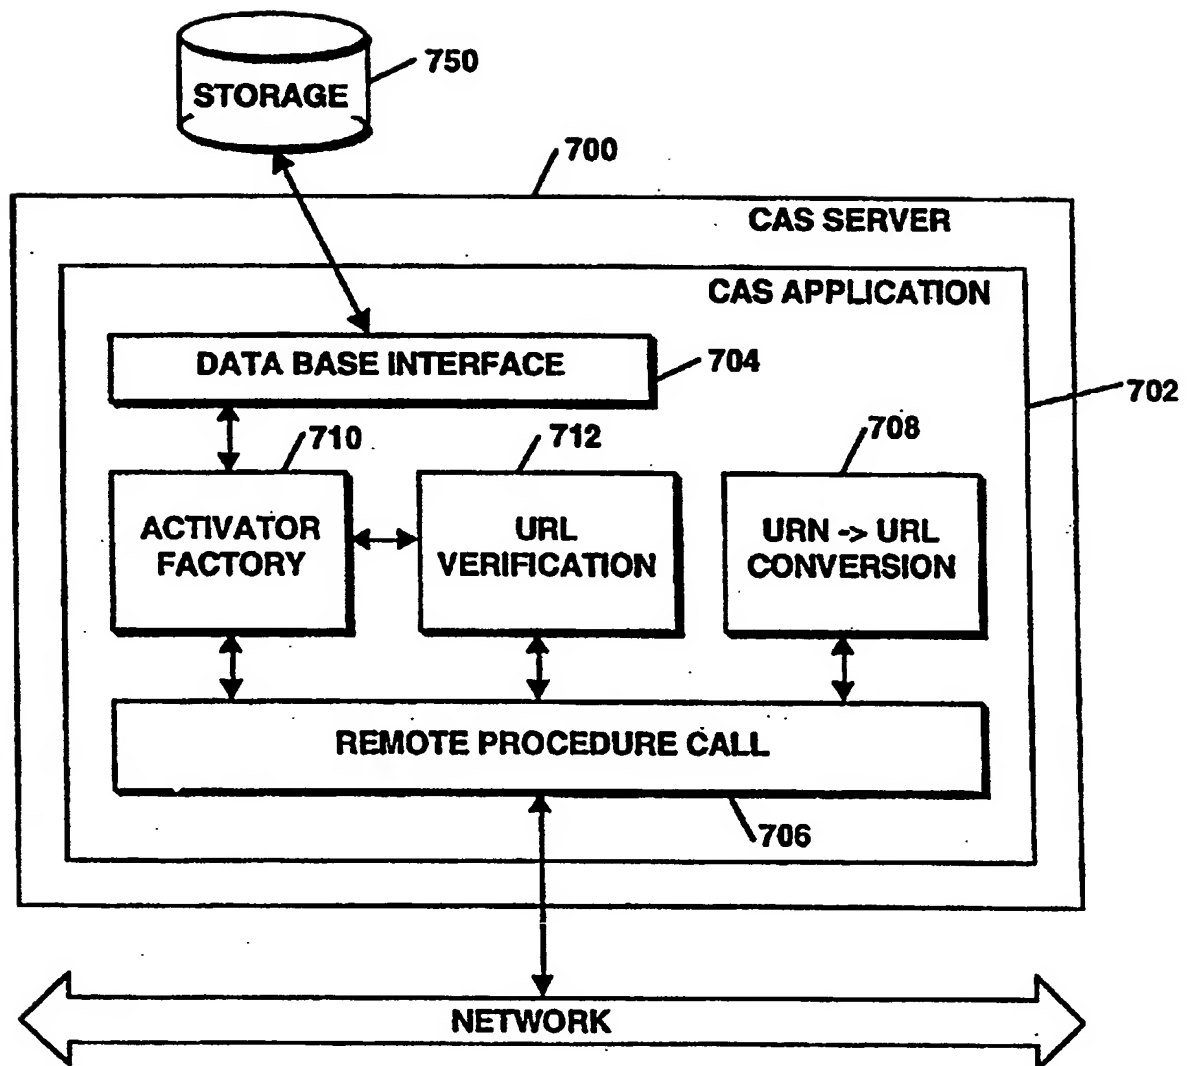 750
STORAGE
700
CAS SERVER
CAS APPLICATION
DATA BASE INTERFACE
704
702
710
712
708
ACTIVATOR
FACTORY
URL
VERIFICATION
URN -> URL
CONVERSION
REMOTE PROCEDURE CALL
706
NETWORK